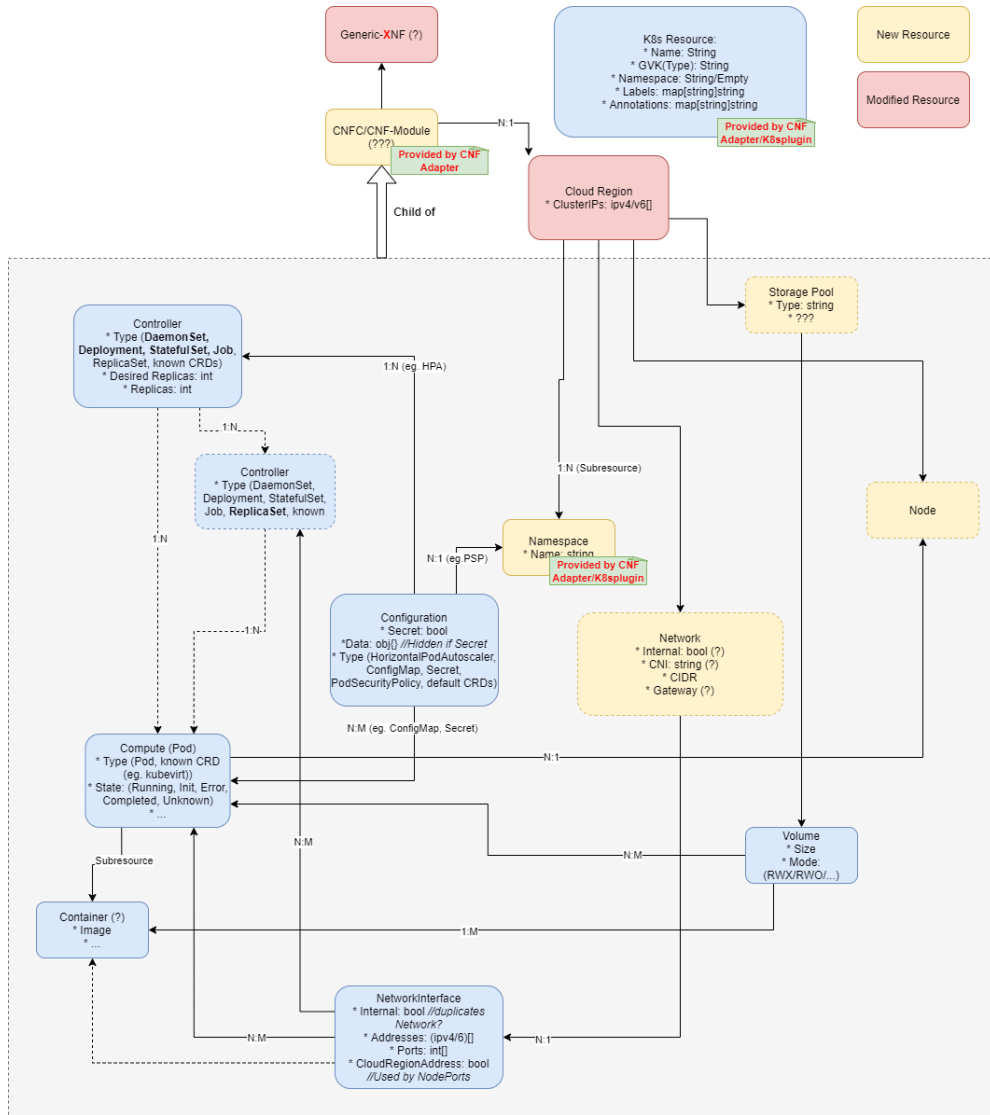 Generic-XNF (?)
K8s Resource:
* Name: String
* GVK(Type): String
* Namespace: String/Empty
* Labels: map[string]string
* Annotations: map[string]string
Provided by CNF
Adapter/K8splugin
New Resource
Modified Resource
CNFC/CNF-Module
(???)
Provided by CNF
Adapter
N:1
Child of
Cloud Region
* ClusterIPs: ipv4/v6[]
Storage Pool
* Type: string
* ???
Controller
* Type (DaemonSet,
Deployment, StatefulSet, Job,
ReplicaSet, known CRDs)
* Desired Replicas: int
* Replicas: int
1:N (eg. HPA)
1:N
Controller
* Type (DaemonSet,
Deployment, StatefulSet,
Job, ReplicaSet, known
1:N (Subresource)
Node
1:N
Namespace
* Name: string
Provided by CNF
Adapter/K8splugin
N:1 (eg.PSP)
Configuration
* Secret: bool
*Data: obj{} //Hidden if Secret
* Type (HorizontalPodAutoscaler,
ConfigMap, Secret,
PodSecurityPolicy, default CRDs)
1:N
Network
* Internal: bool (?)
* CNI: string (?)
* CIDR
* Gateway (?)
N:M (eg. ConfigMap, Secret)
Compute (Pod)
* Type (Pod, known CRD
(eg. kubevirt))
* State: (Running, Init, Error,
Completed, Unknown)
* ...
N:1
Subresource
N:M
N:M
Volume
* Size
* Mode:
(RWX/RWO/...)
Container (?)
* Image
* ...
1:M
NetworkInterface
* Internal: bool //duplicates
Network?
* Addresses: (ipv4/6)[]
* Ports: int[]
* CloudRegionAddress: bool
//Used by NodePorts
N:M
N:1